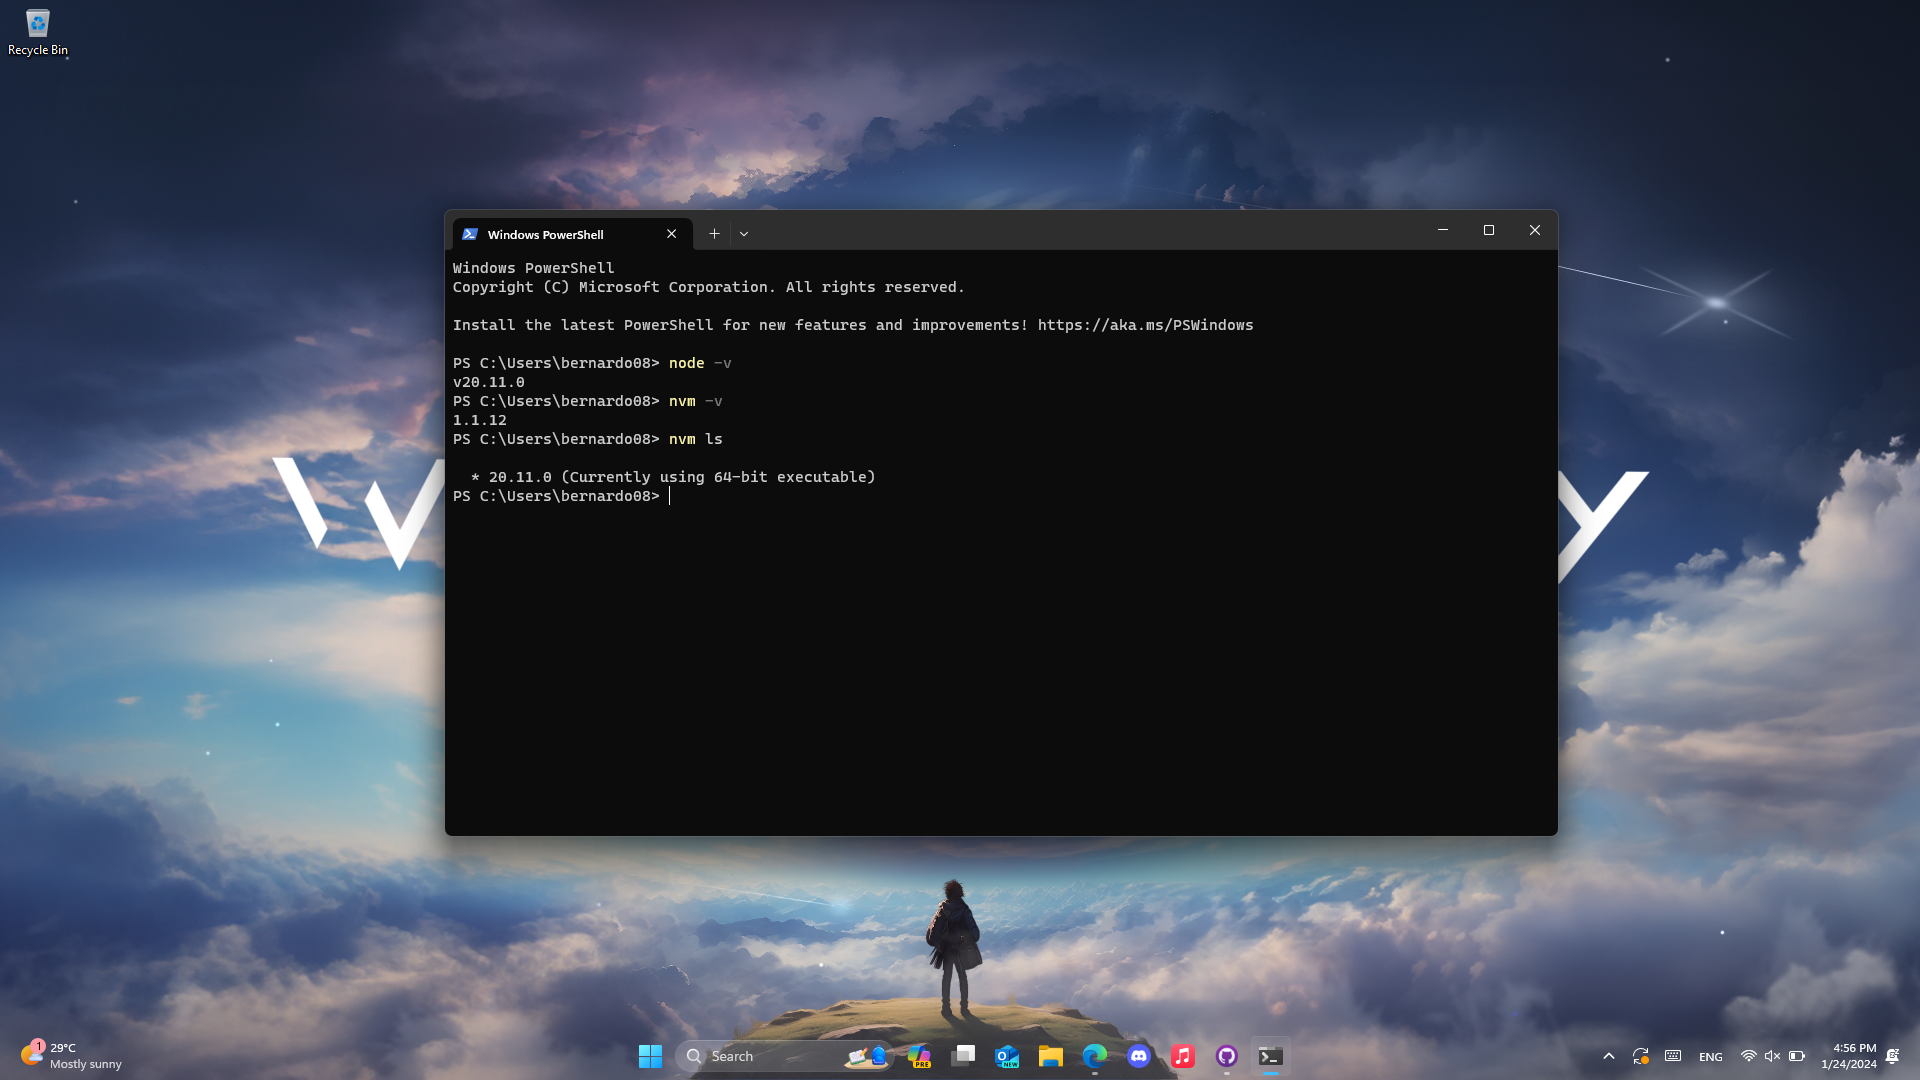 Recycle Bin
Windows PowerShell
Windows PowerShell
Copyright (C) Microsoft Corporation. All rights reserved.
Install the latest PowerShell for new features and improvements! https://aka.ms/PSWindows
PS C:\Users\bernardo08> node -v
v20.11.0
PS C:\Users\bernardo08> nvm -v
1.1.12
PS C:\Users\bernardo08> nvm ls
* 20.11.0 (Currently using 64-bit executable)
PS C:\Users\bernardo08>
1
29°C
Mostly sunny
Search
PRE
NEW
ENG
4:56 PM
1/24/2024